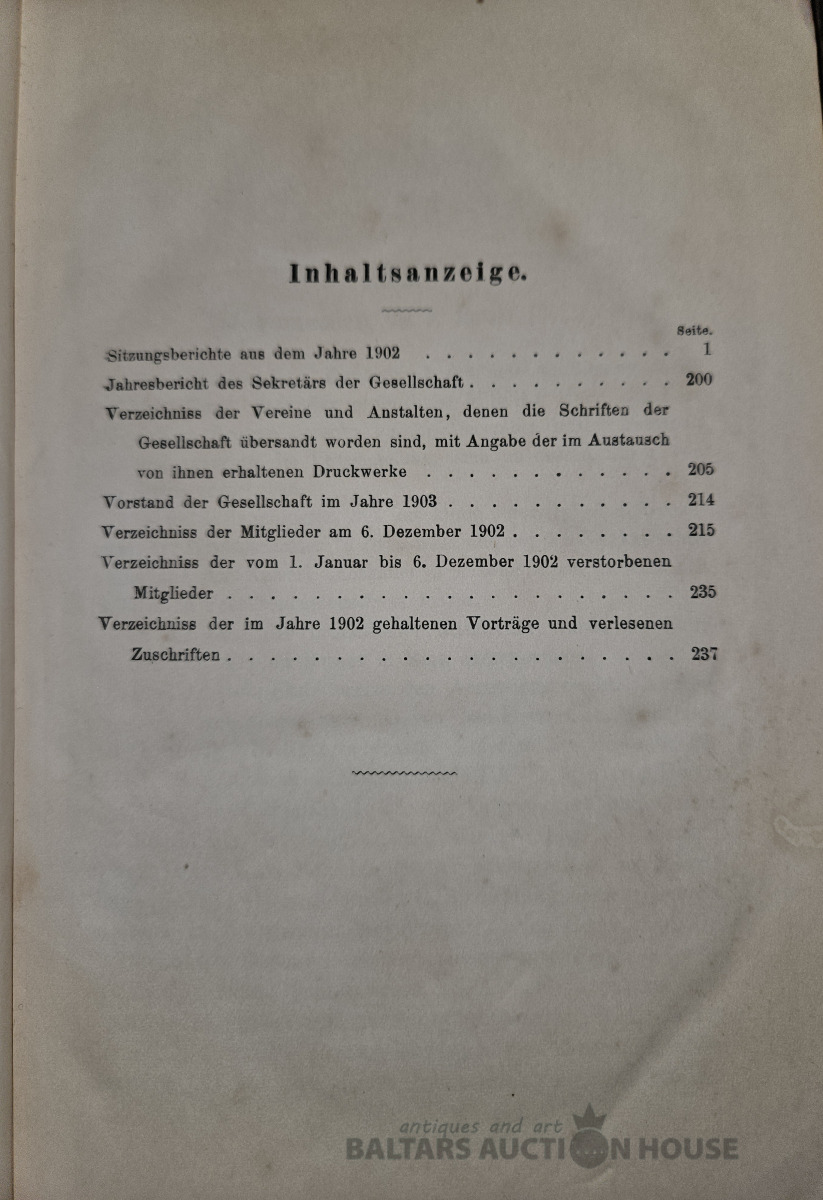 Inhaltsanzeige.
Seite.
Sitzungsberichte aus dem Jahre 1902 . . . . . . . . . . . . 1
Jahresbericht des Sekretärs der Gesellschaft . . . . . . . . . . 200
Verzeichniss der Vereine und Anstalten, denen die Schriften der
Gesellschaft übersandt worden sind, mit Angabe der im Austausch
von ihnen erhaltenen Druckwerke . . . . . . . . . . . . 205
Vorstand der Gesellschaft im Jahre 1903 . . . . . . . . . . . 214
Verzeichniss der Mitglieder am 6. Dezember 1902 . . . . . . . . 215
Verzeichniss der vom 1. Januar bis 6. Dezember 1902 verstorbenen
Mitglieder . . . . . . . . . . . . . . . . . . . . . 235
Verzeichniss der im Jahre 1902 gehaltenen Vorträge und verlesenen
Zuschriften . . . . . . . . . . . . . . . . . . . . . 237
antiques and art
BALTARS AUCTION HOUSE